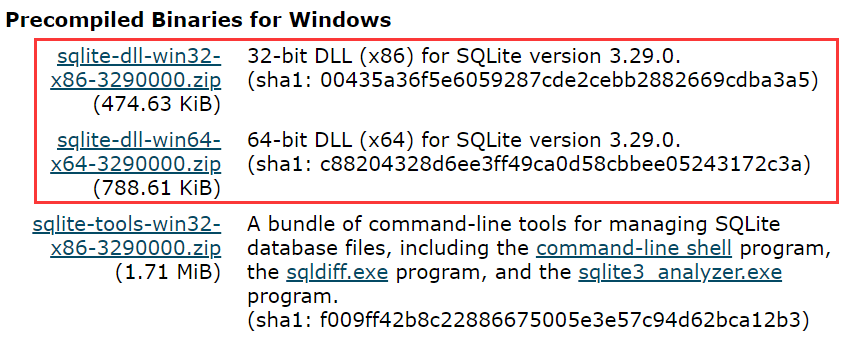 Precompiled Binaries for Windows
sqlite-dll-win32-
x86-3290000.zip
(474.63 KiB)
32-bit DLL (x86) for SQLite version 3.29.0.
(sha1: 00435a36f5e6059287cde2cebb2882669cdba3a5)
sqlite-dll-win64-
x64-3290000.zip
(788.61 KiB)
64-bit DLL (x64) for SQLite version 3.29.0.
(sha1: c88204328d6ee3ff49ca0d58cbbee05243172c3a)
sqlite-tools-win32-
x86-3290000.zip
(1.71 MiB)
A bundle of command-line tools for managing SQLite
database files, including the command-line shell program,
the sqldiff.exe program, and the sqlite3_analyzer.exe
program.
(sha1: f009ff42b8c22886675005e3e57c94d62bca12b3)